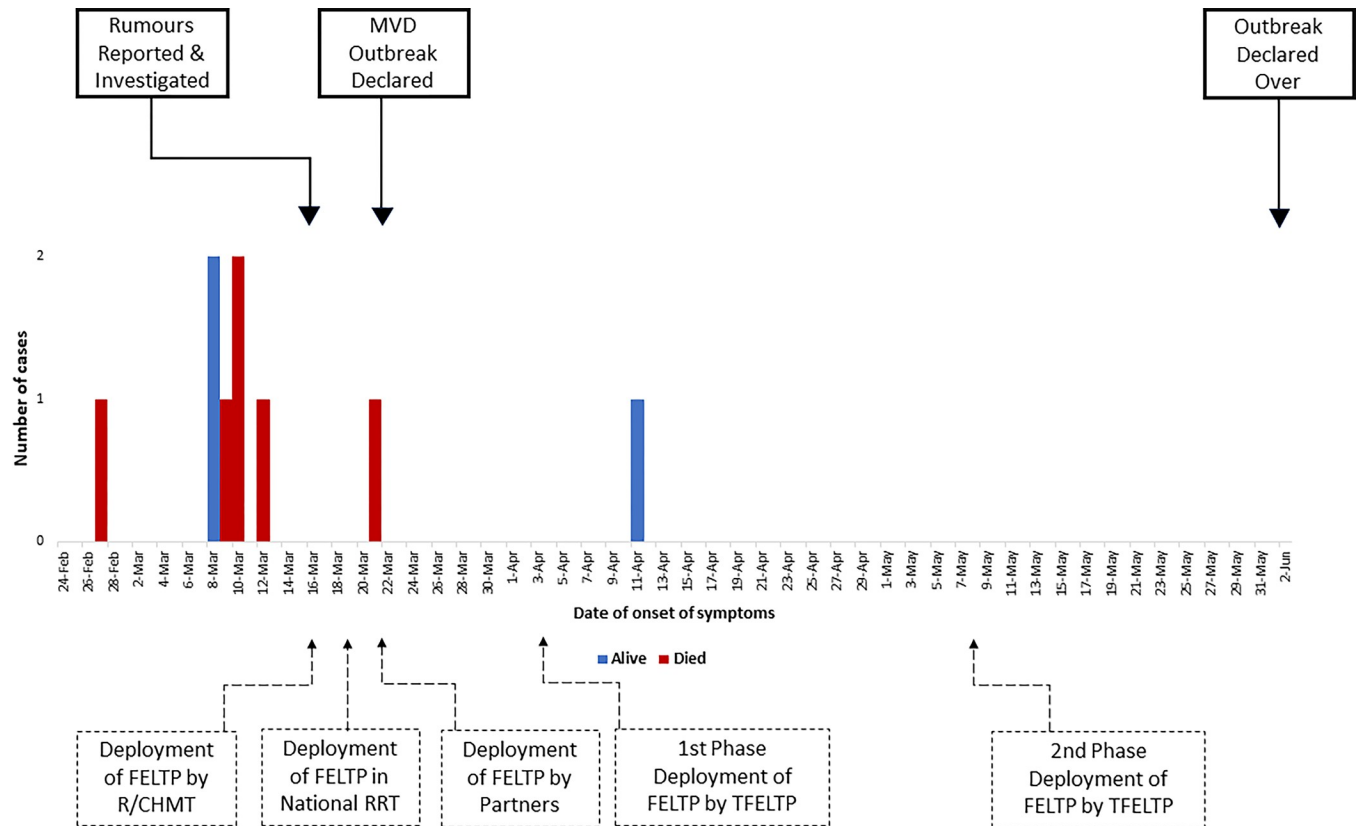 Rumours
Reported &
Investigated
MVD
Outbreak
Declared
Outbreak
Declared
Over
Number of cases
2
1
0
24-Feb
26-Feb
28-Feb
2-Mar
4-Mar
6-Mar
8-Mar
10-Mar
12-Mar
14-Mar
16-Mar
18-Mar
20-Mar
22-Mar
24-Mar
26-Mar
28-Mar
30-Mar
1-Apr
3-Apr
5-Apr
7-Apr
9-Apr
11-Apr
13-Apr
15-Apr
17-Apr
19-Apr
21-Apr
23-Apr
25-Apr
27-Apr
29-Apr
1-May
3-May
5-May
7-May
9-May
11-May
13-May
15-May
17-May
19-May
21-May
23-May
25-May
27-May
29-May
31-May
2-Jun
Date of onset of symptoms
Alive Died
Deployment
of FELTP by
R/CHMT
Deployment
of FELTP in
National RRT
Deployment
of FELTP by
Partners
1st Phase
Deployment of
FELTP by TFELTP
2nd Phase
Deployment of
FELTP by TFELTP